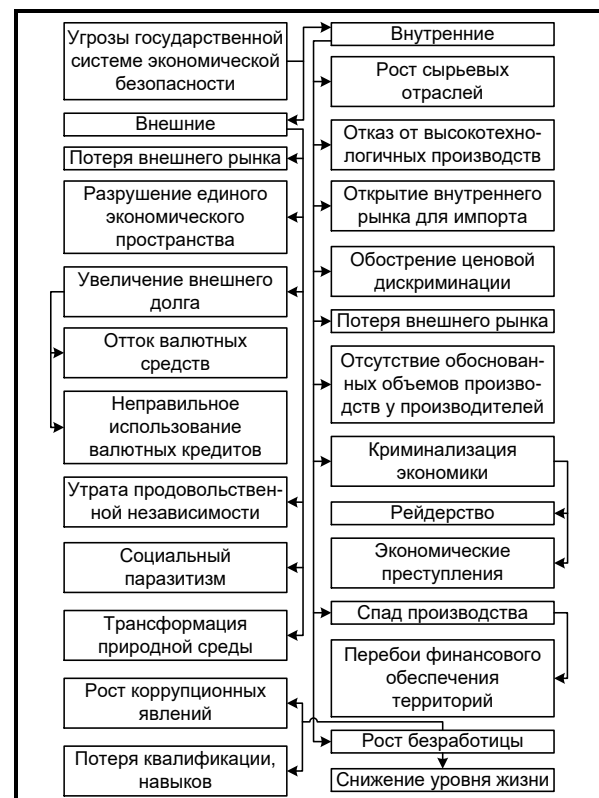 Угрозы государственной
системе экономической
безопасности
Внешние
Потеря внешнего рынка
Разрушение единого
экономического
пространства
Увеличение внешнего
долга
Отток валютных
средств
Неправильное
использование
валютных кредитов
Утрата продовольствен-
ной независимости
Социальный
паразитизм
Трансформация
природной среды
Рост коррупционных
явлений
Потеря квалификации,
навыков
Внутренние
Рост сырьевых
отраслей
Отказ от высокотехно-
логичных производств
Открытие внутреннего
рынка для импорта
Обострение ценовой
дискриминации
Потеря внешнего рынка
Отсутствие обоснован-
ных объемов произво-
дств у производителей
Криминализация
экономики
Рейдерство
Экономические
преступления
Спад производства
Перебои финансового
обеспечения
территорий
Рост безработицы
Снижение уровня жизни